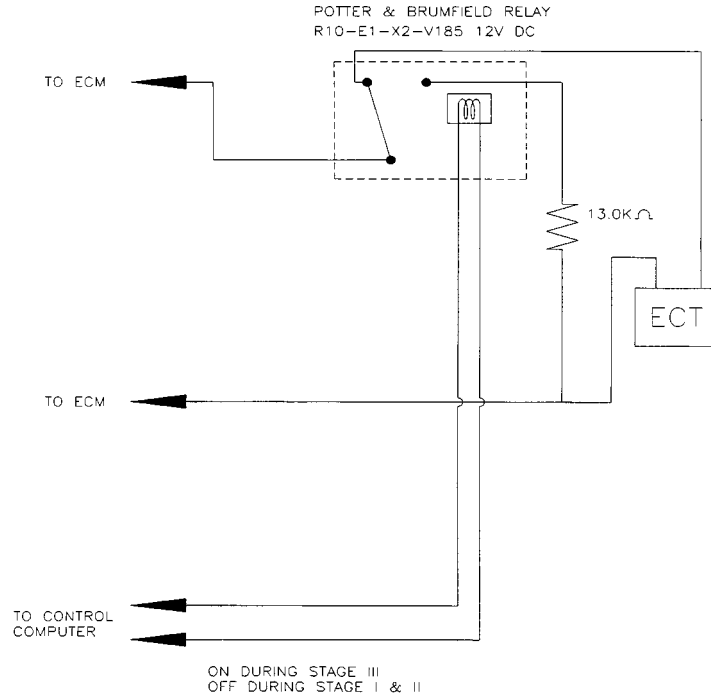 POTTER & BRUMFIELD RELAY
R10-E1-X2-V185 12V DC
TO ECM
13.0KΩ
ECT
TO ECM
TO CONTROL
COMPUTER
ON DURING STAGE III
OFF DURING STAGE I & II